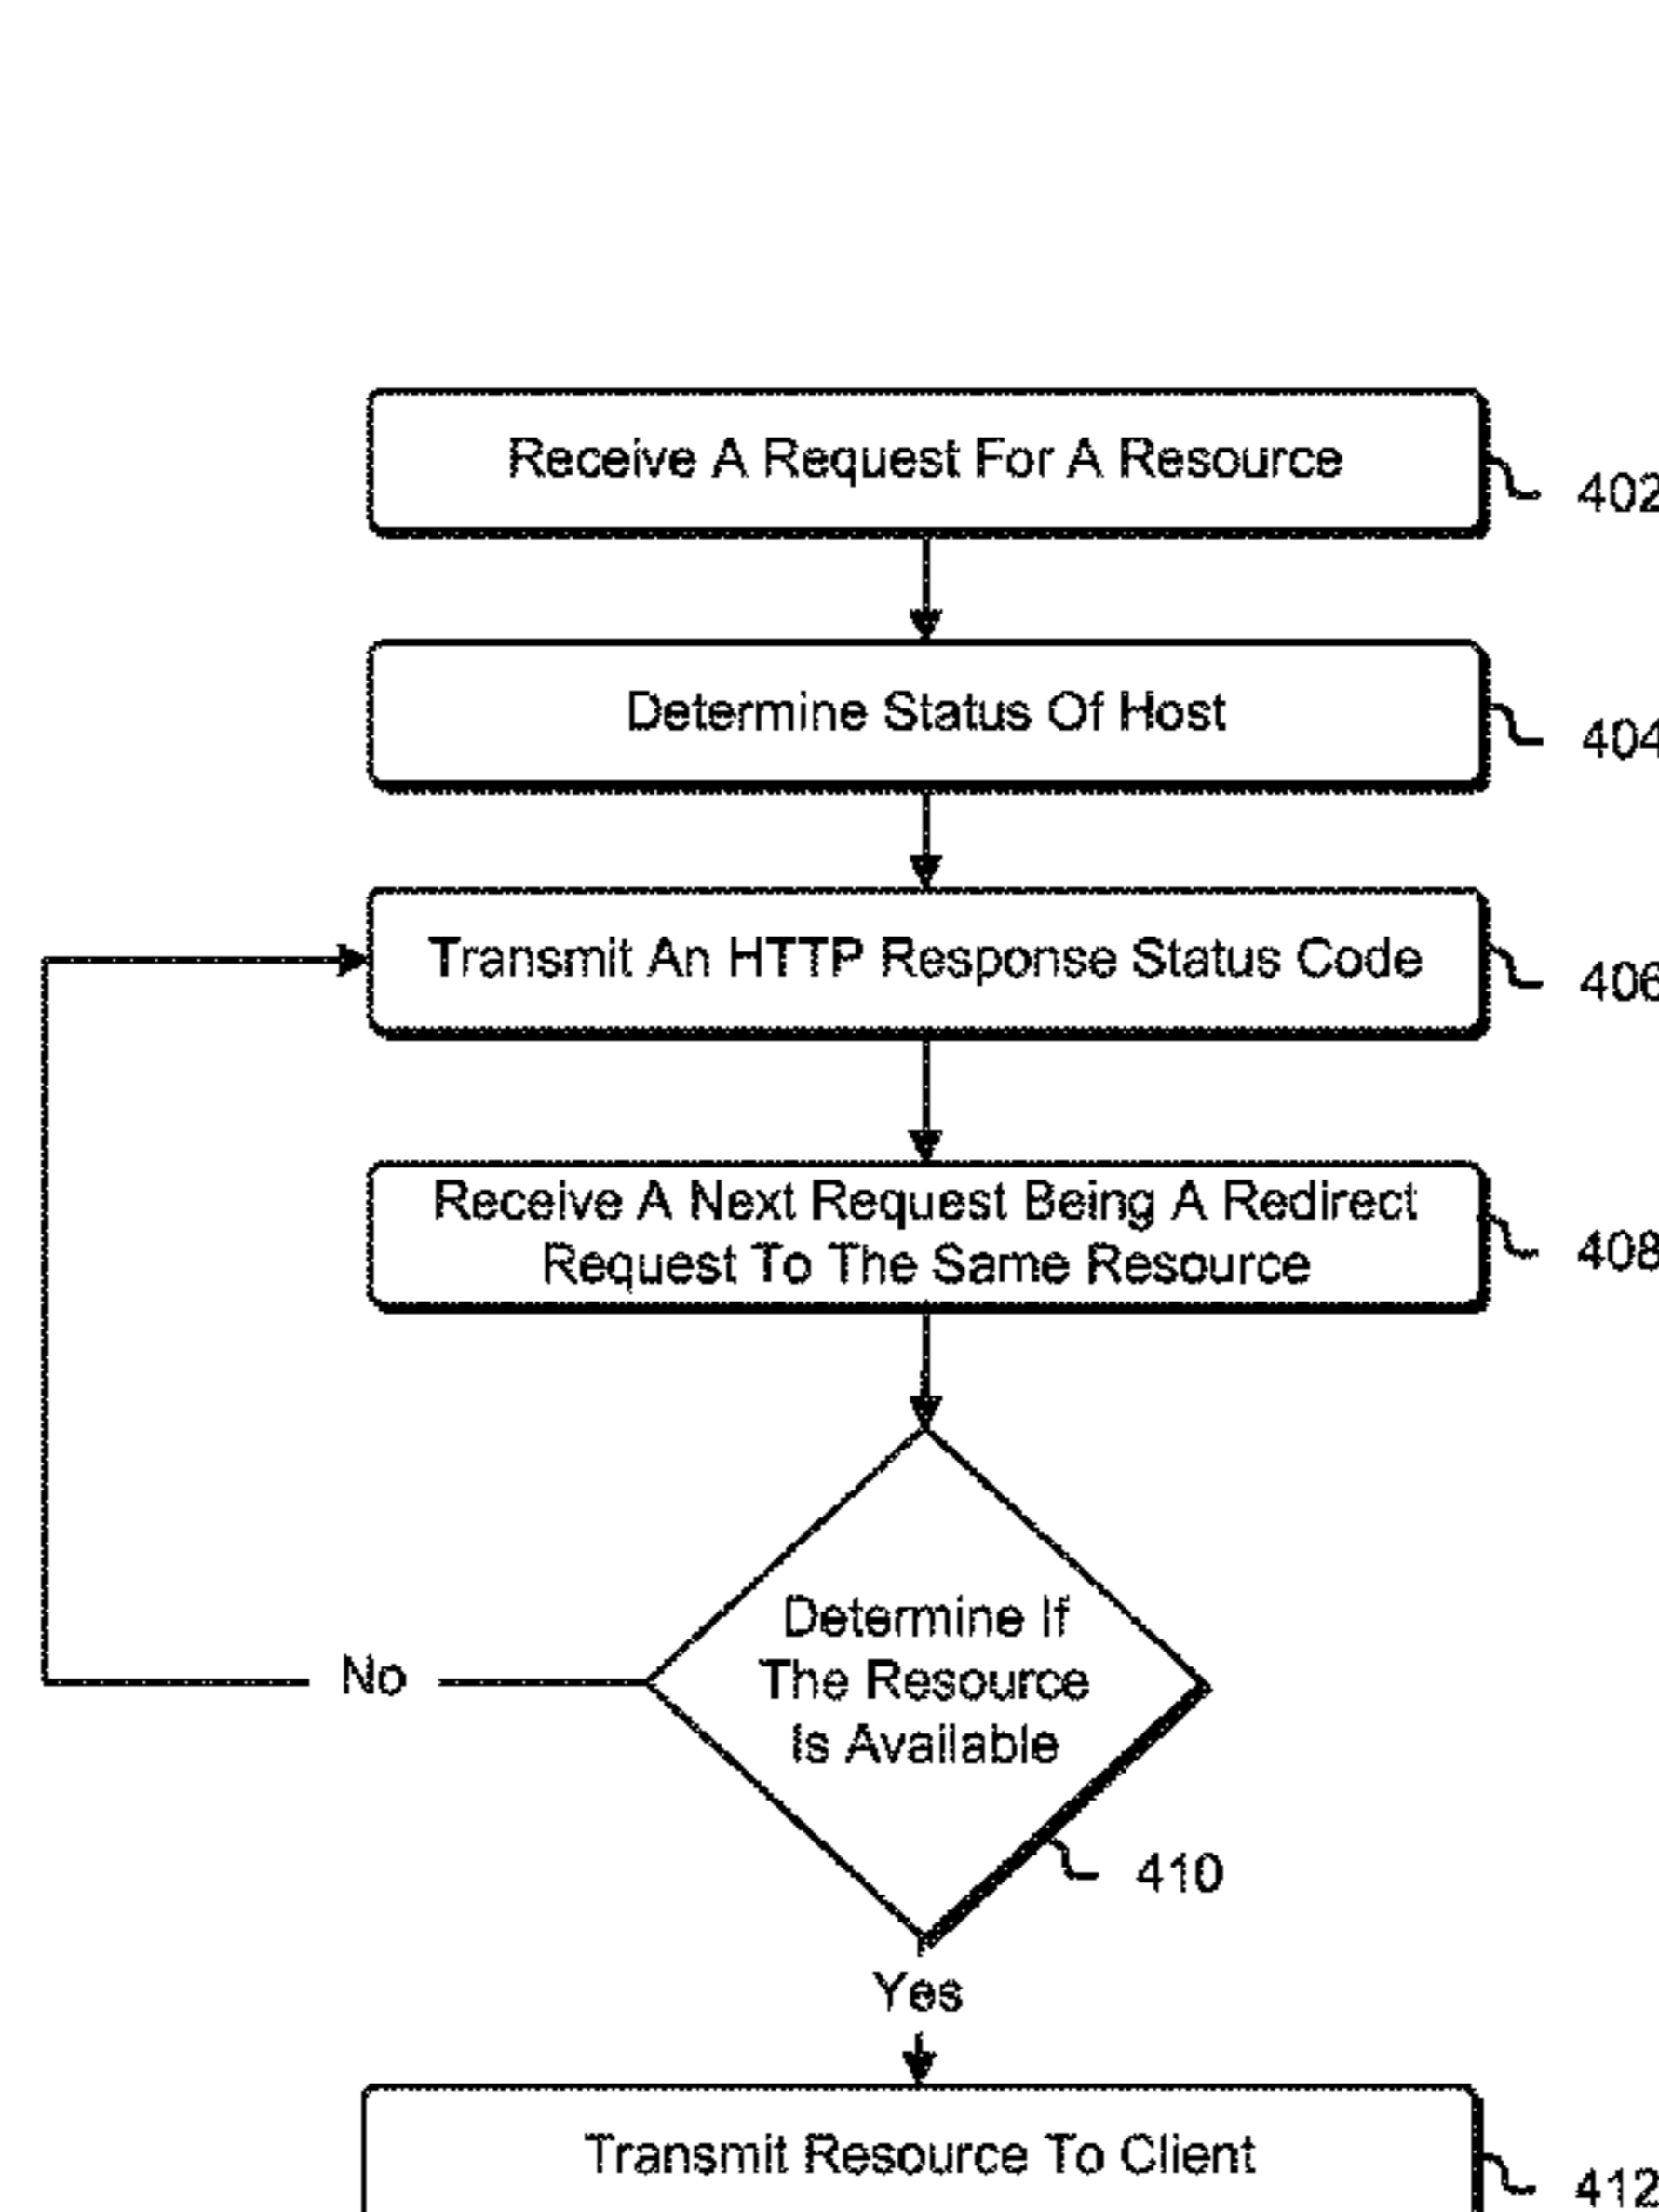 Receive A Request For A Resource
402
Determine Status Of Host
404
Transmit An HTTP Response Status Code
406
Receive A Next Request Being A Redirect
Request To The Same Resource
408
Determine If
The Resource
Is Available
No
410
Yes
Transmit Resource To Client
412